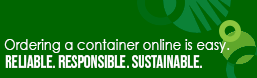 Ordering a container online is easy.
RELIABLE. RESPONSIBLE. SUSTAINABLE.